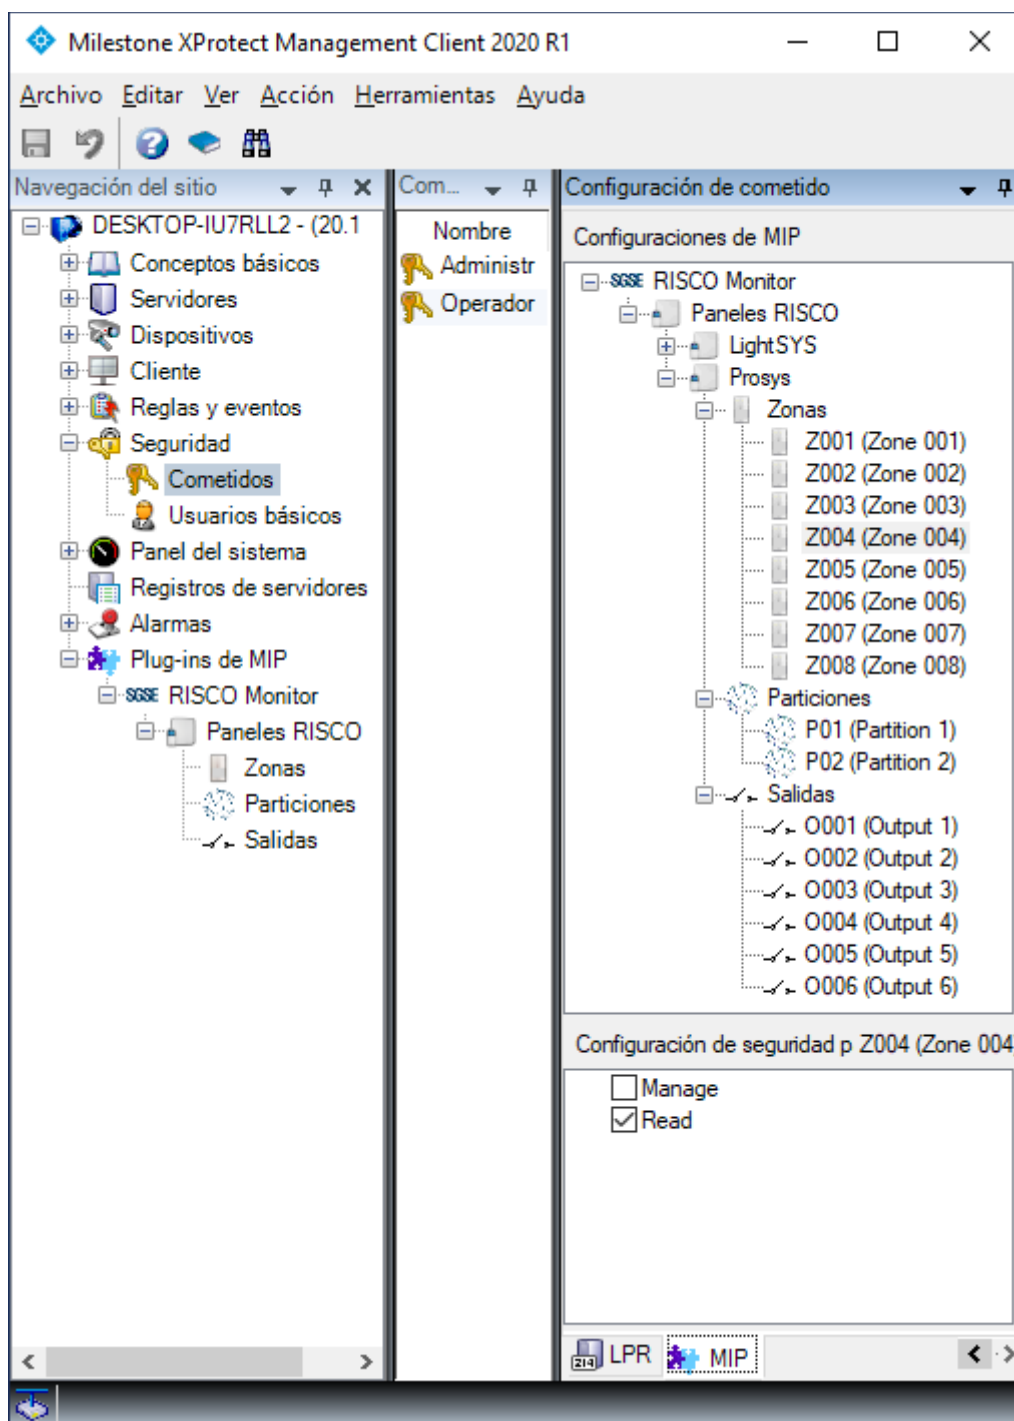 Milestone XProtect Management Client 2020 R1
Archivo Editar Ver Acción Herramientas Ayuda
Navegación del sitio
DESKTOP-IU7RLL2 - (20.1
Conceptos básicos
Servidores
Dispositivos
Cliente
Reglas y eventos
Seguridad
Cometidos
Usuarios básicos
Panel del sistema
Registros de servidores
Alarmas
Plug-ins de MIP
SGSE RISCO Monitor
Paneles RISCO
Zonas
Particiones
Salidas
Com...
Nombre
Administr
Operador
Configuración de cometido
Configuraciones de MIP
SGSE RISCO Monitor
Paneles RISCO
LightSYS
Prosys
Zonas
Z001 (Zone 001)
Z002 (Zone 002)
Z003 (Zone 003)
Z004 (Zone 004)
Z005 (Zone 005)
Z006 (Zone 006)
Z007 (Zone 007)
Z008 (Zone 008)
Particiones
P01 (Partition 1)
P02 (Partition 2)
Salidas
O001 (Output 1)
O002 (Output 2)
O003 (Output 3)
O004 (Output 4)
O005 (Output 5)
O006 (Output 6)
Configuración de seguridad p Z004 (Zone 004
Manage
Read
214 LPR MIP